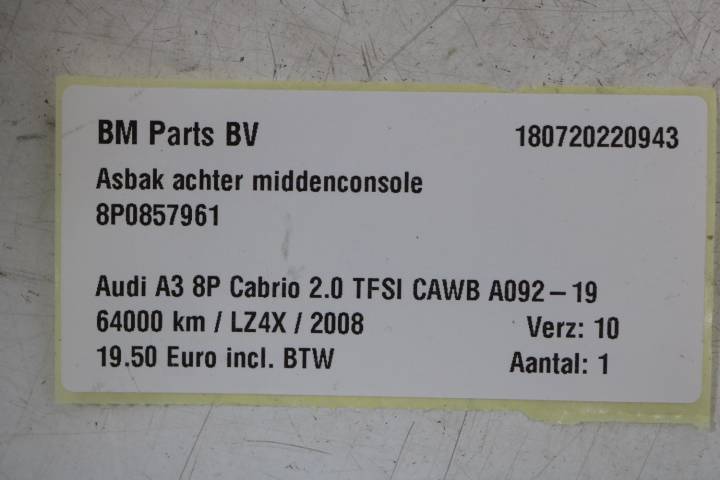 BM Parts BV 180720220943
Asbak achter middenconsole
8P0857961
Audi A3 8P Cabrio 2.0 TFSI CAWB A092-19
64000 km / LZ4X / 2008 Verz: 10
19.50 Euro incl. BTW Aantal: 1